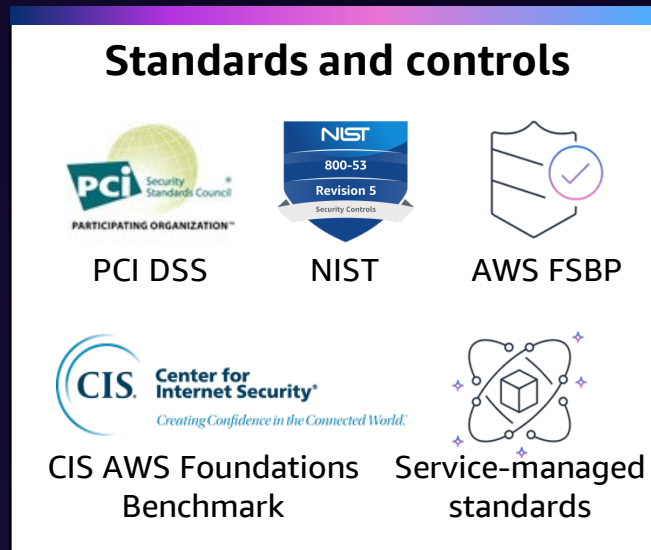 Standards and controls
PCI Security
Standards Council
®
PARTICIPATING ORGANIZATION™
NIST
800-53
Revision 5
Security Controls
PCI DSS
NIST
AWS FSBP
CIS.
Center for
Internet Security®
Creating Confidence in the Connected World.™
CIS AWS Foundations
Benchmark
Service-managed
standards